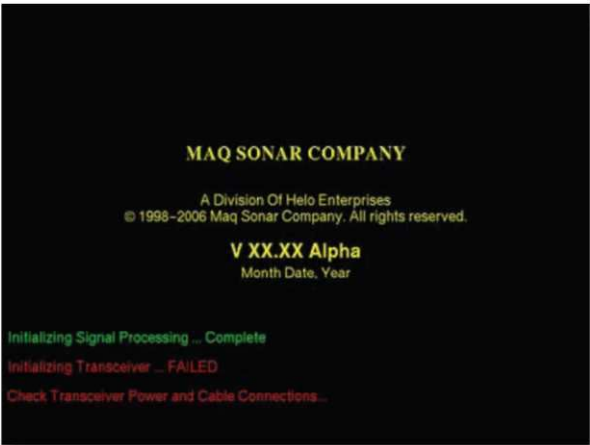 MAQ SONAR COMPANY
A Division Of Helo Enterprises
© 1998-2006 Maq Sonar Company. All rights reserved.
V XX.XX Alpha
Month Date, Year
Initializing Signal Processing ... Complete
Initializing Transceiver ... FAILED
Check Transceiver Power and Cable Connections...